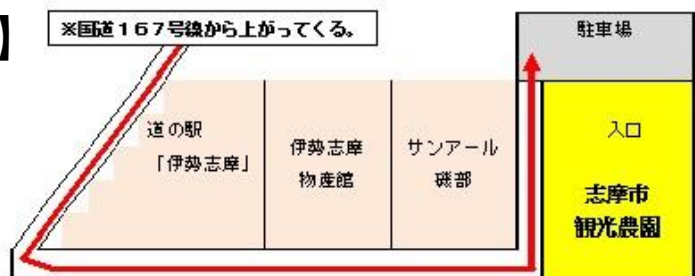 】
※国道１６７号線から上がってくる。
駐車場
道の駅
「伊勢志摩」
伊勢志摩
物産館
サンアール
磯部
入口
志摩市
観光農園